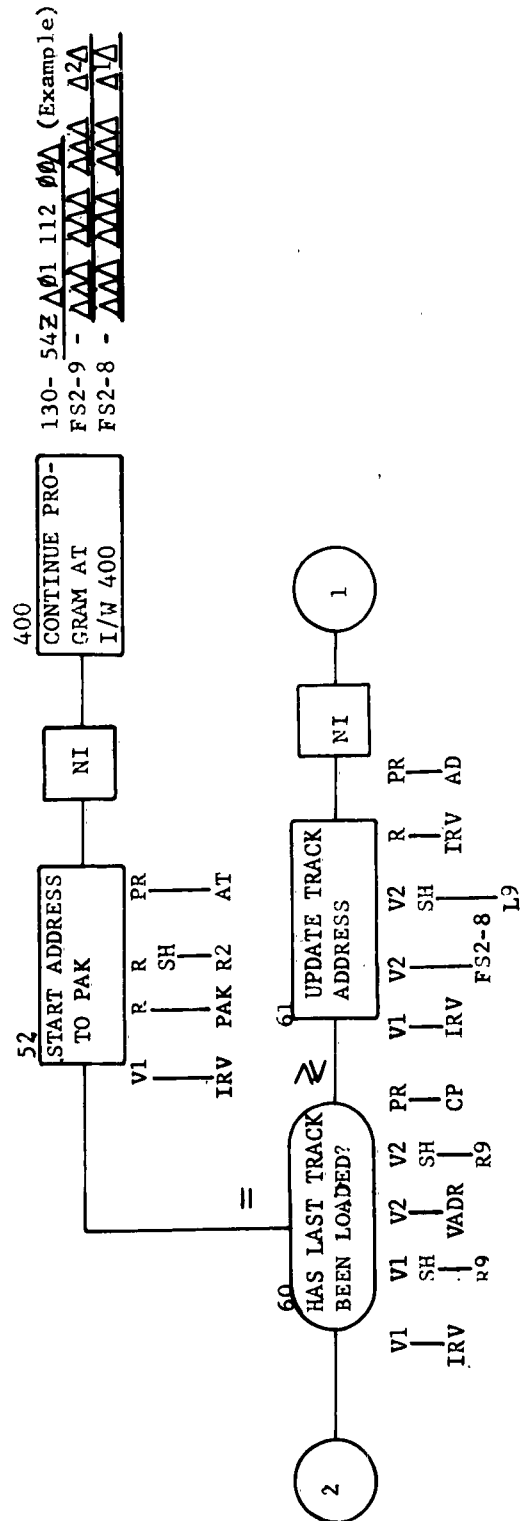 130- 54Z Δ01 112 00Δ (Example)
FS2-9 - ΔΔΔ ΔΔΔ ΔΔΔ Δ2Δ
FS2-8 - ΔΔΔ ΔΔΔ ΔΔΔ Δ1Δ
400
CONTINUE PRO-
GRAM AT
I/W 400
NI
52
START ADDRESS
TO PAK
V1 R R PR
SH
IRV PAK R2 AT
=
2
60
HAS LAST TRACK
BEEN LOADED?
V1 V1 V2 V2 PR
SH SH
IRV R9 VADR R9 CP
≷
61
UPDATE TRACK
ADDRESS
V1 V2 V2 R PR
SH
IRV FS2-8 L9 IRV AD
NI
1